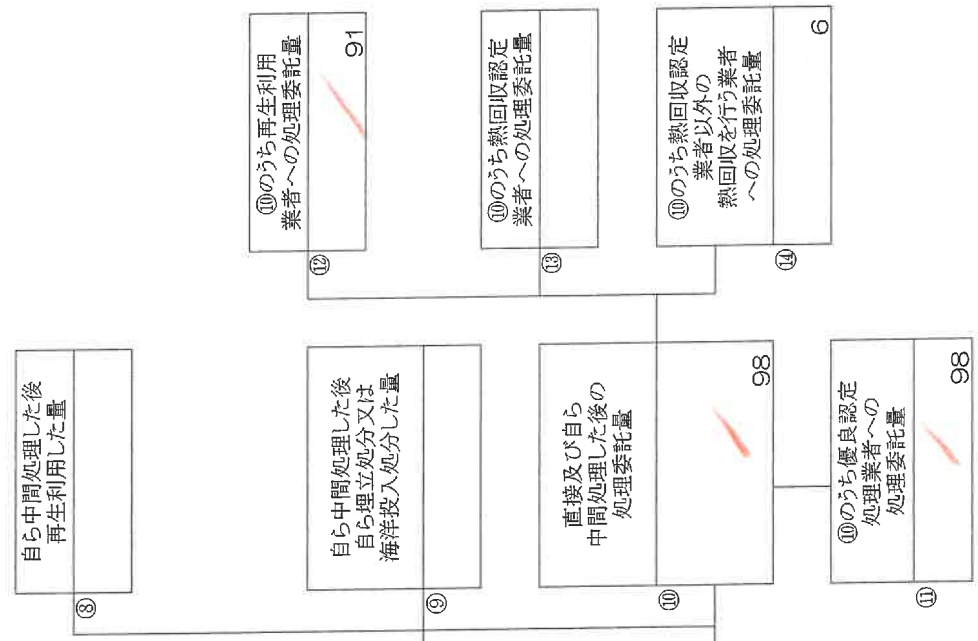 ⑧
自ら中間処理した後
再生利用した量
⑨
自ら中間処理した後
自ら埋立処分又は
海洋投入処分した量
⑩
直接及び自ら
中間処理した後の
処理委託量
98
⑪
⑩のうち優良認定
処理業者への
処理委託量
98
⑫
⑩のうち再生利用
業者への処理委託量
91
⑬
⑩のうち熱回収認定
業者への処理委託量
⑭
⑩のうち熱回収認定
業者以外の
熱回収を行う業者
への処理委託量
6